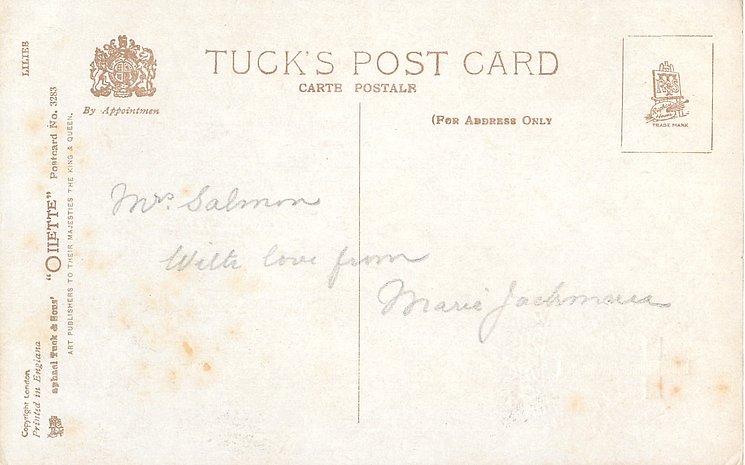 LILIES
By Appointmen
TUCK'S POST CARD
CARTE POSTALE
(FOR ADDRESS ONLY
TRADE MARK
Mrs. Salmon
With love from
Marie
Copyright London
Printed in England
aphael Tuck & Sons' "OILETTE" Postcard No. 3283
ART PUBLISHERS TO THEIR MAJESTIES THE KING & QUEEN.